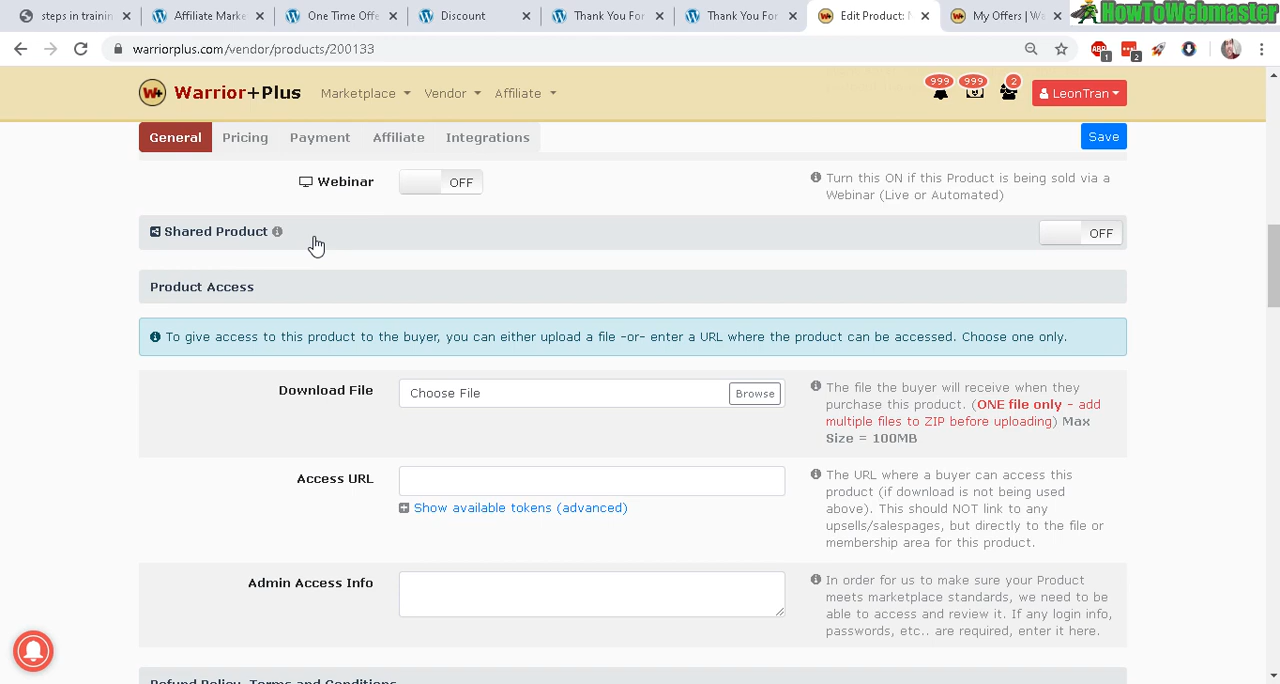 steps in training
Affiliate Marke
One Time Offe
Discount
Thank You For
Thank You For
Edit Product: N
My Offers | Wa
HowToWebmaster
warriorplus.com/vendor/products/200133
ABP
1
2
W+ Warrior+Plus
Marketplace
Vendor
Affiliate
999
999
2
LeonTran
General
Pricing
Payment
Affiliate
Integrations
Save
Webinar
OFF
Turn this ON if this Product is being sold via a
Webinar (Live or Automated)
Shared Product
OFF
Product Access
To give access to this product to the buyer, you can either upload a file -or- enter a URL where the product can be accessed. Choose one only.
Download File
Choose File
Browse
The file the buyer will receive when they
purchase this product. (ONE file only - add
multiple files to ZIP before uploading) Max
Size = 100MB
Access URL
Show available tokens (advanced)
The URL where a buyer can access this
product (if download is not being used
above). This should NOT link to any
upsells/salespages, but directly to the file or
membership area for this product.
Admin Access Info
In order for us to make sure your Product
meets marketplace standards, we need to be
able to access and review it. If any login info,
passwords, etc.. are required, enter it here.
Refund Policy, Terms and Conditions